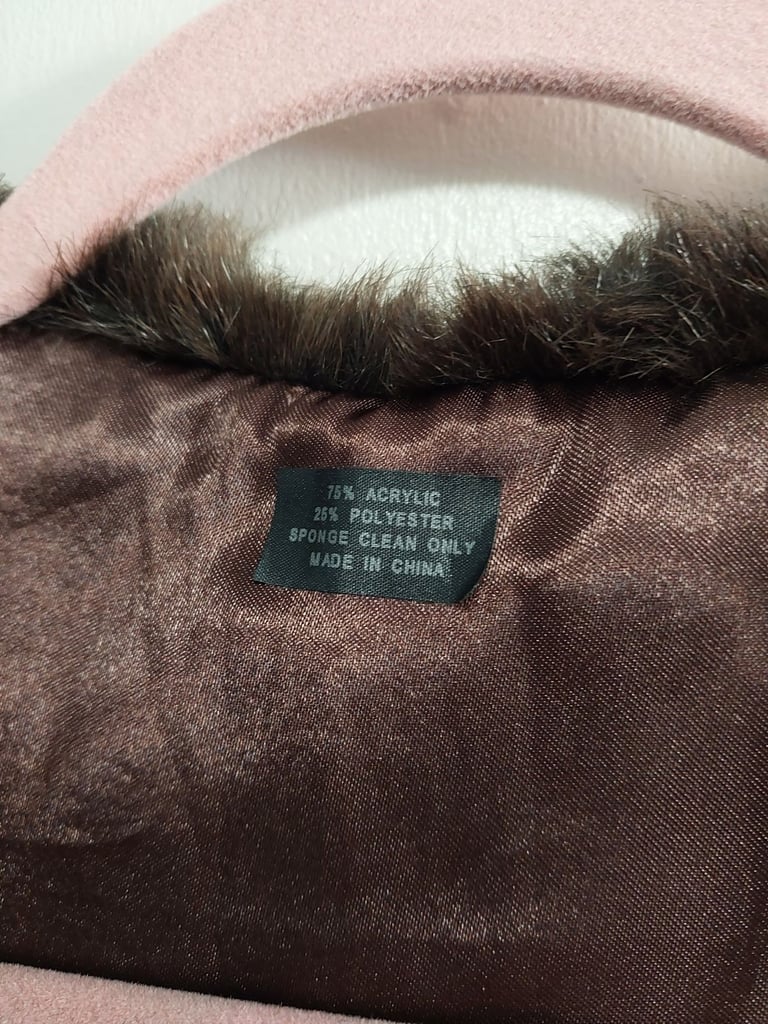 75% ACRYLIC
25% POLYESTER
SPONGE CLEAN ONLY
MADE IN CHINA